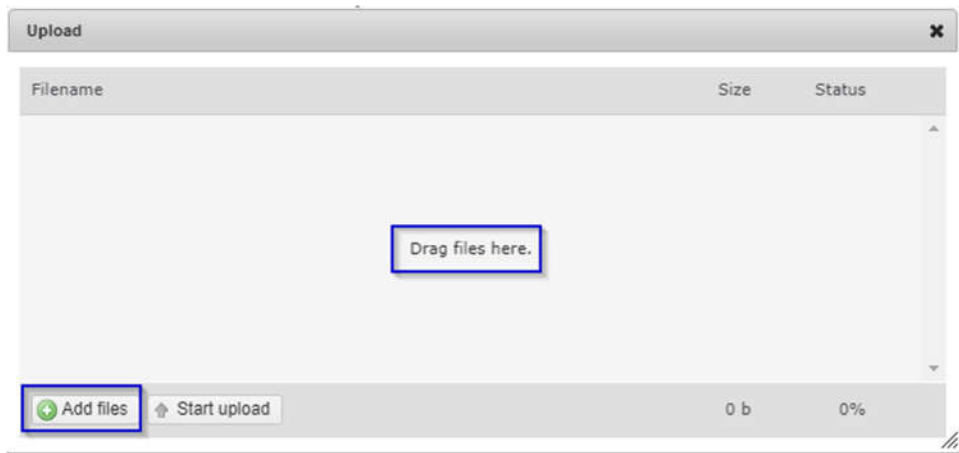 Upload
Filename Size Status
Drag files here.
Add files Start upload 0 b 0%